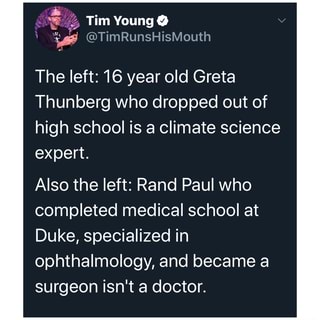 Tim Young
@TimRunsHisMouth
The left: 16 year old Greta
Thunberg who dropped out of
high school is a climate science
expert.
Also the left: Rand Paul who
completed medical school at
Duke, specialized in
ophthalmology, and became a
surgeon isn't a doctor.